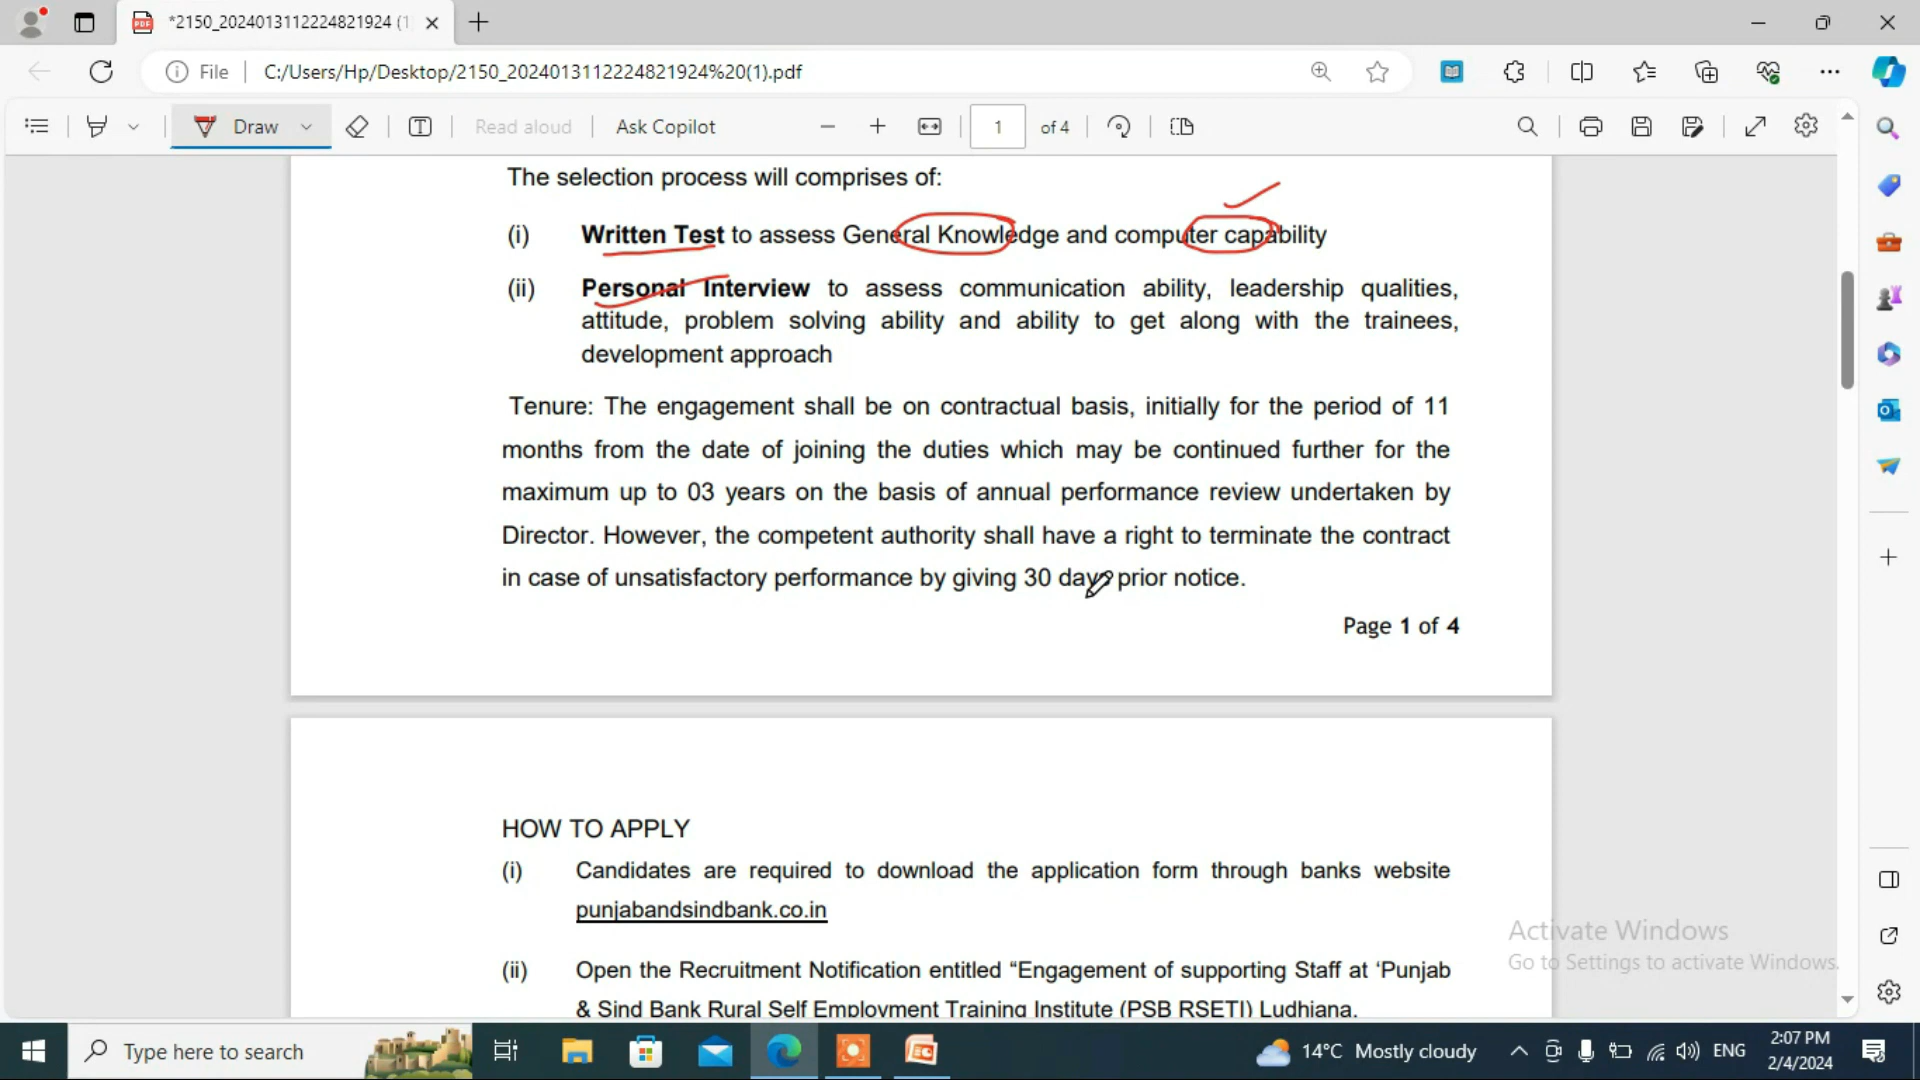 *2150_2024013112224821924 (1
File
C:/Users/Hp/Desktop/2150_2024013112224821924%20(1).pdf
Draw
Read aloud
Ask Copilot
1
of 4
The selection process will comprises of:
(i) Written Test to assess General Knowledge and computer capability
(ii) Personal Interview to assess communication ability, leadership qualities,
attitude, problem solving ability and ability to get along with the trainees,
development approach
Tenure: The engagement shall be on contractual basis, initially for the period of 11
months from the date of joining the duties which may be continued further for the
maximum up to 03 years on the basis of annual performance review undertaken by
Director. However, the competent authority shall have a right to terminate the contract
in case of unsatisfactory performance by giving 30 days prior notice.
Page 1 of 4
HOW TO APPLY
(i) Candidates are required to download the application form through banks website
punjabandsindbank.co.in
(ii) Open the Recruitment Notification entitled “Engagement of supporting Staff at ‘Punjab
& Sind Bank Rural Self Employment Training Institute (PSB RSETI) Ludhiana.
Activate Windows
Go to Settings to activate Windows.
Type here to search
14°C Mostly cloudy
ENG
2:07 PM
2/4/2024